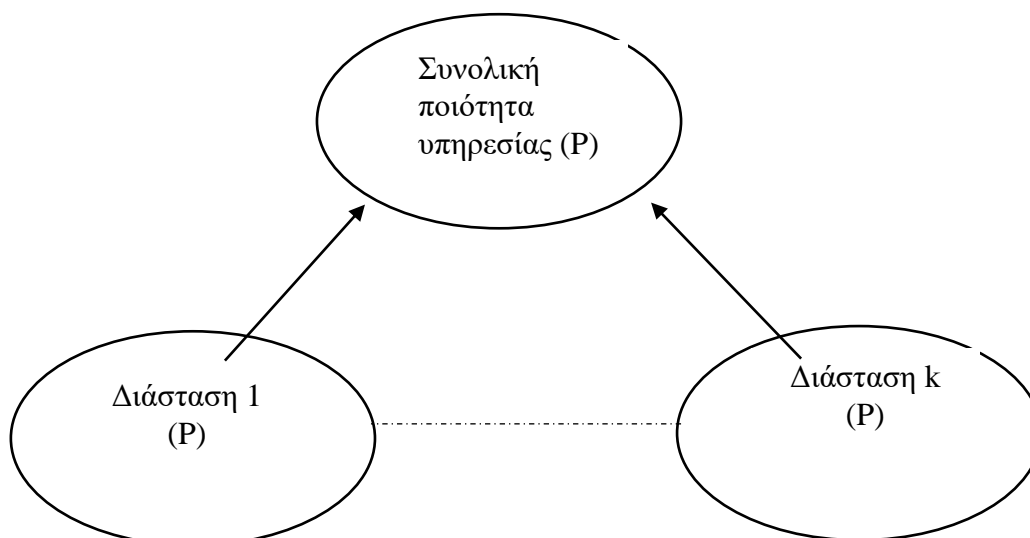 Συνολική
ποιότητα
υπηρεσίας (P)
Διάσταση 1
(P)
Διάσταση k
(P)